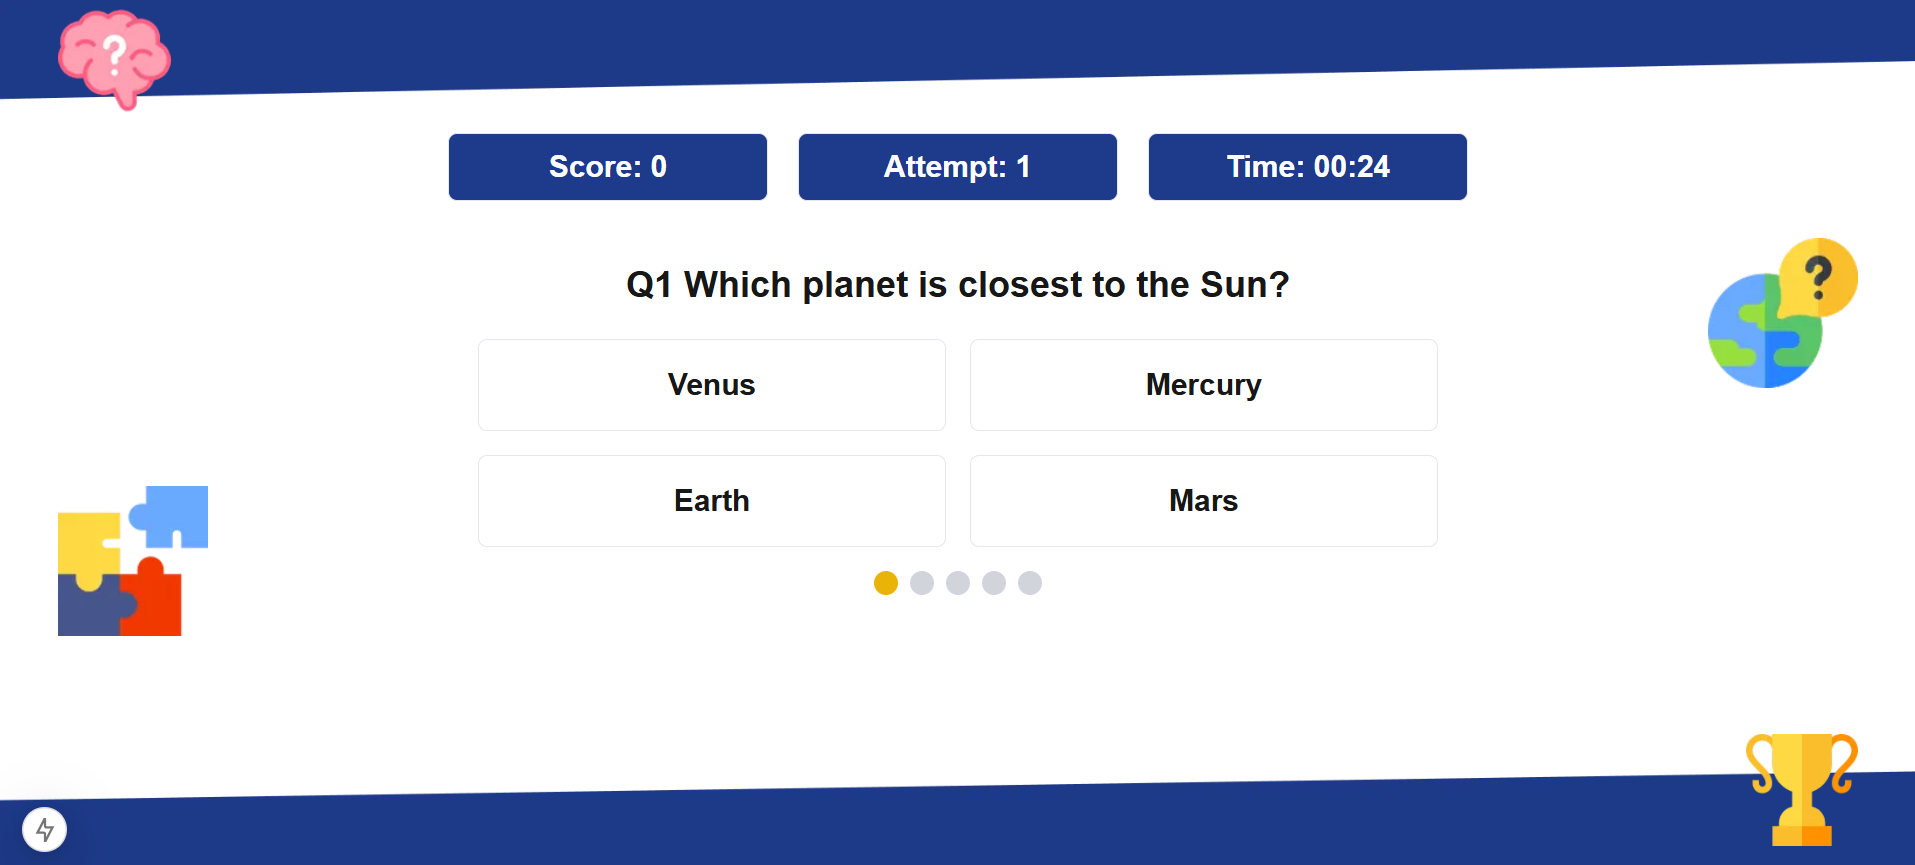 ?
Score: 0
Attempt: 1
Time: 00:24
?
Q1 Which planet is closest to the Sun?
Venus
Mercury
Earth
Mars